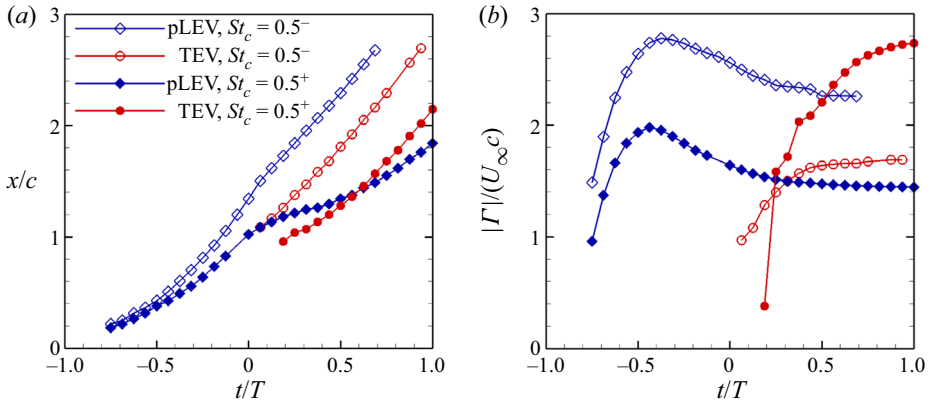 (a)
3
pLEV, St_c = 0.5⁻
TEV, St_c = 0.5⁻
pLEV, St_c = 0.5⁺
TEV, St_c = 0.5⁺
2
x/c
1
0
-1.0 –0.5 0 0.5 1.0
t/T
(b)
3
2
|Γ|/(U_∞c)
1
0
-1.0 –0.5 0 0.5 1.0
t/T